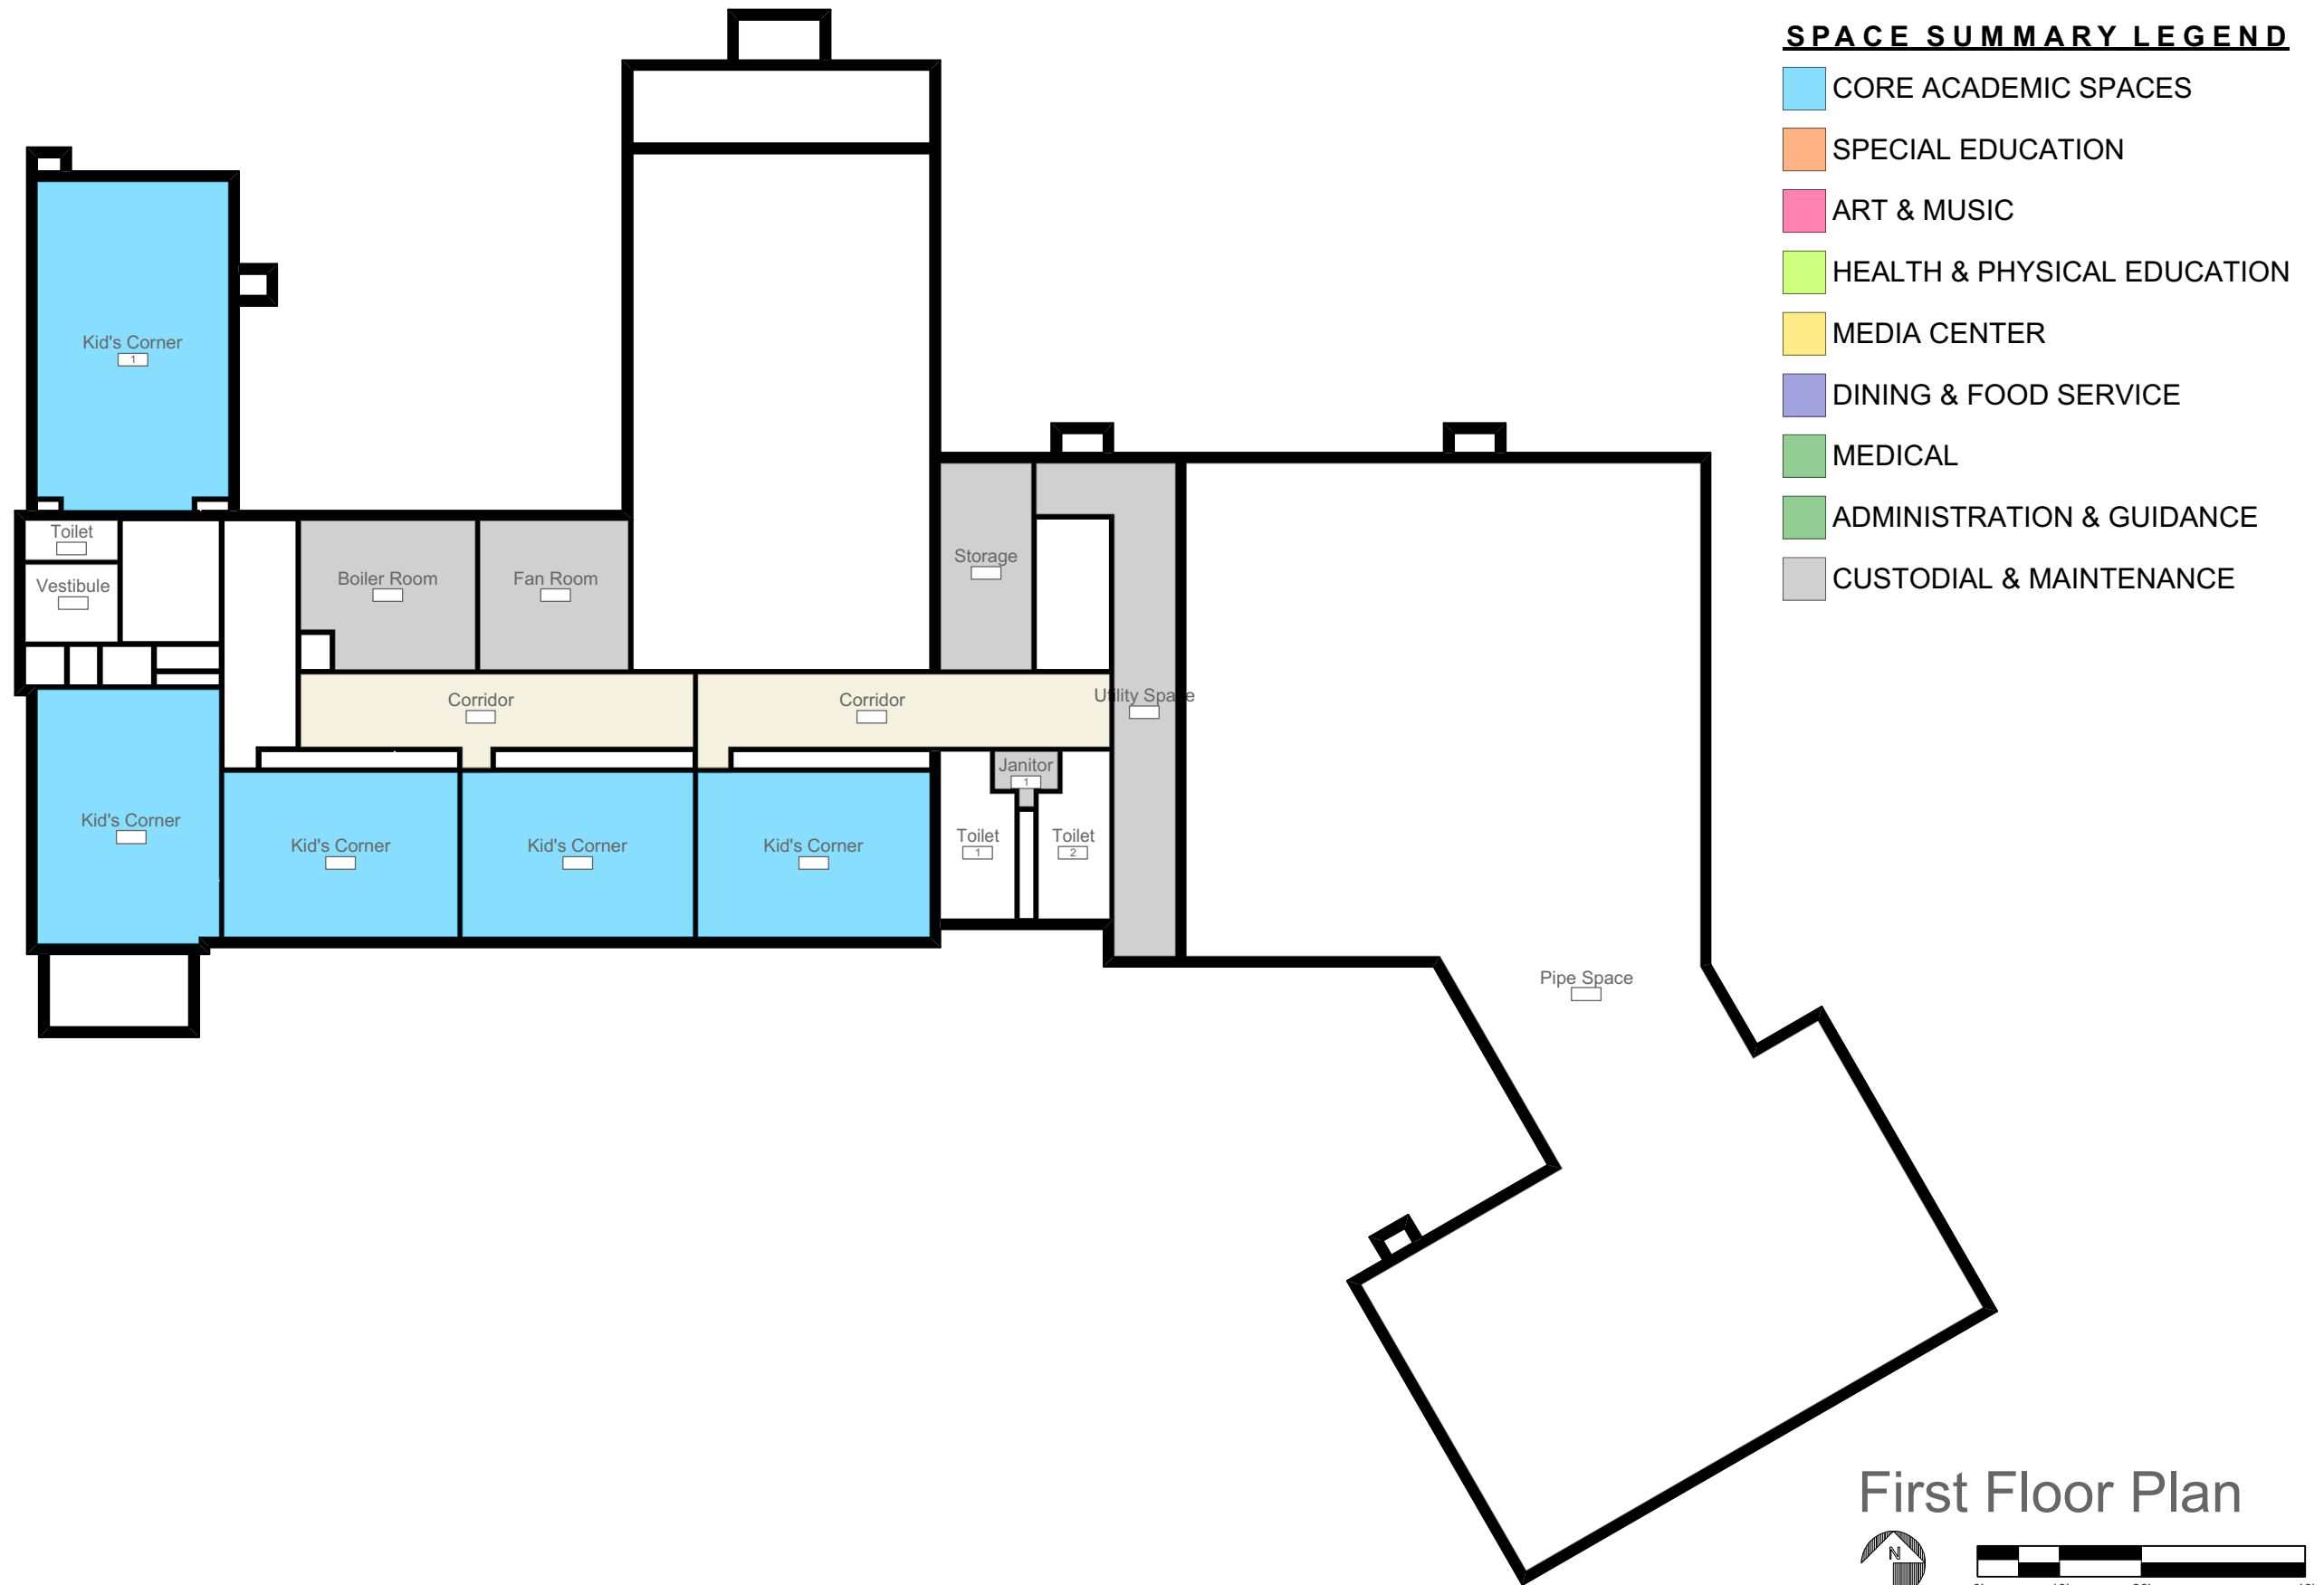 SPACE SUMMARY LEGEND
CORE ACADEMIC SPACES
SPECIAL EDUCATION
ART & MUSIC
HEALTH & PHYSICAL EDUCATION
MEDIA CENTER
DINING & FOOD SERVICE
MEDICAL
ADMINISTRATION & GUIDANCE
CUSTODIAL & MAINTENANCE
Kid's Corner
1
Toilet
Vestibule
Boiler Room
Fan Room
Storage
Corridor
Corridor
Utility Space
Janitor
1
Kid's Corner
Kid's Corner
Kid's Corner
Kid's Corner
Toilet
1
Toilet
2
Pipe Space
First Floor Plan
N